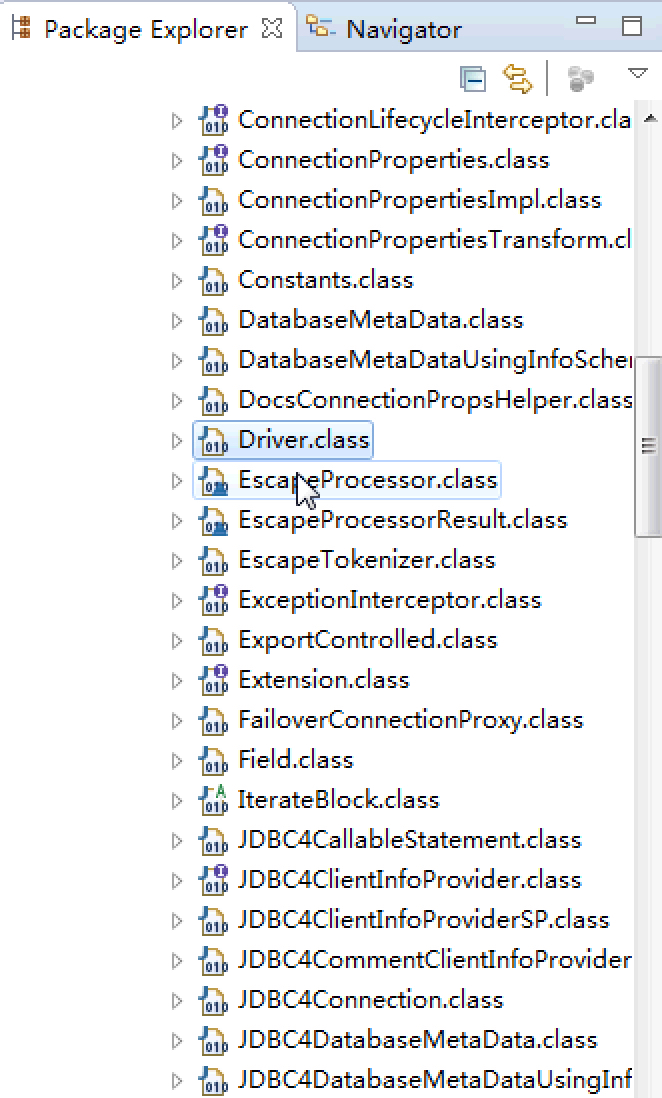 Package Explorer Navigator
ConnectionLifecycleInterceptor.cla
ConnectionProperties.class
ConnectionPropertiesImpl.class
ConnectionPropertiesTransform.cl
Constants.class
DatabaseMetaData.class
DatabaseMetaDataUsingInfoScher
DocsConnectionPropsHelper.class
Driver.class
EscapeProcessor.class
EscapeProcessorResult.class
EscapeTokenizer.class
ExceptionInterceptor.class
ExportControlled.class
Extension.class
FailoverConnectionProxy.class
Field.class
IterateBlock.class
JDBC4CallableStatement.class
JDBC4ClientInfoProvider.class
JDBC4ClientInfoProviderSP.class
JDBC4CommentClientInfoProvider
JDBC4Connection.class
JDBC4DatabaseMetaData.class
JDBC4DatabaseMetaDataUsingInf